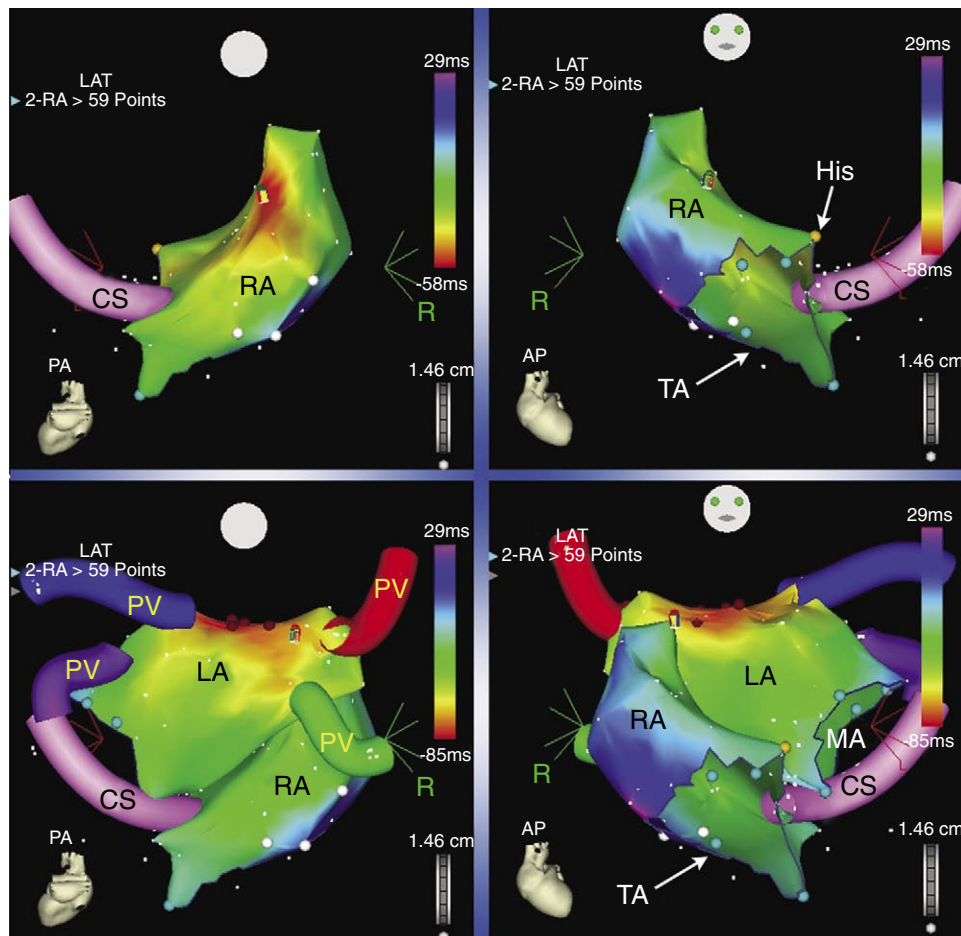 LAT
2-RA > 59 Points
29ms
-58ms
RA
CS
R
PA
1.46 cm
LAT
2-RA > 59 Points
29ms
His
RA
-58ms
CS
R
L
AP
TA
1.46 cm
LAT
2-RA > 59 Points
29ms
PV
PV
PV
LA
PV
RA
-85ms
CS
R
PA
1.46 cm
LAT
2-RA > 59 Points
29ms
LA
RA
MA
-85ms
R
CS
AP
TA
1.46 cm